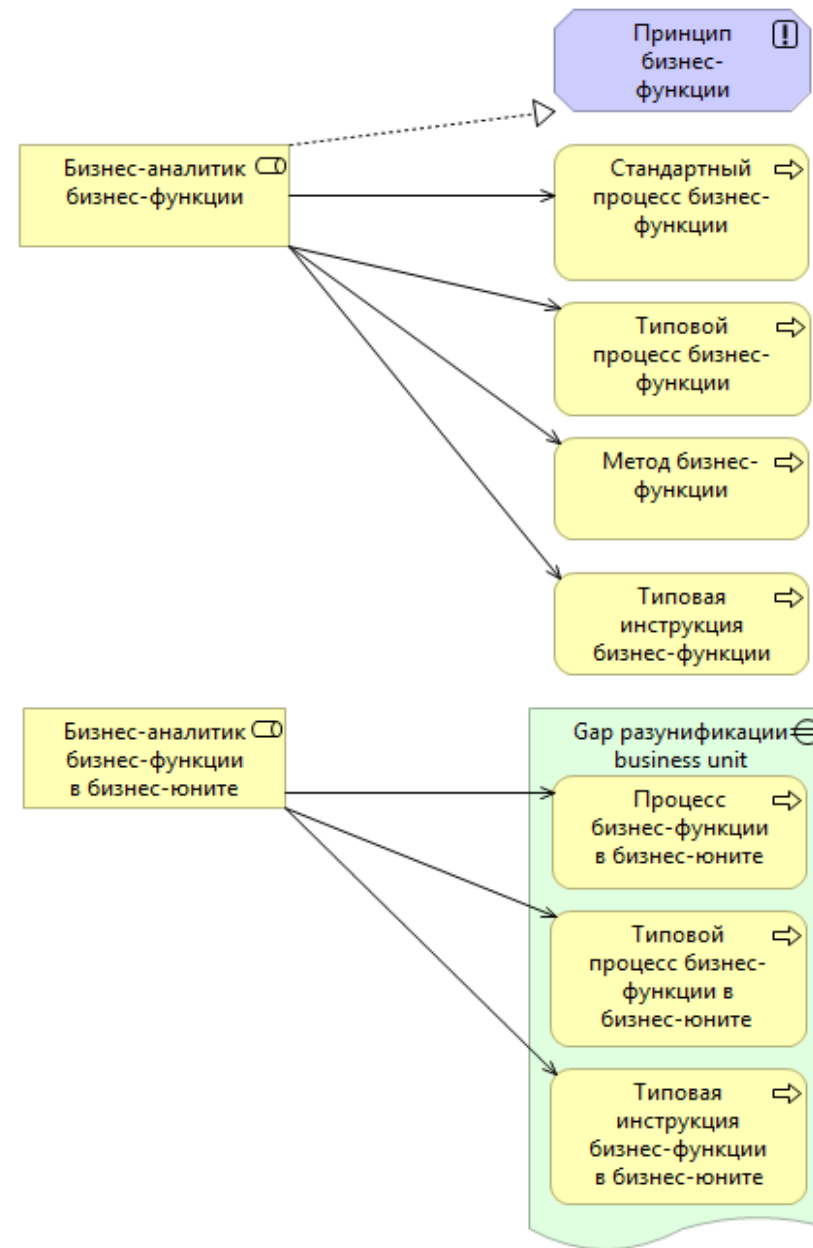 Принцип
бизнес-
функции
Бизнес-аналитик
бизнес-функции
Стандартный
процесс бизнес-
функции
Типовой
процесс бизнес-
функции
Метод бизнес-
функции
Типовая
инструкция
бизнес-функции
Бизнес-аналитик
бизнес-функции
в бизнес-юните
Gap разунификации
business unit
Процесс
бизнес-функции
в бизнес-юните
Типовой
процесс бизнес-
функции в
бизнес-юните
Типовая
инструкция
бизнес-функции
в бизнес-юните